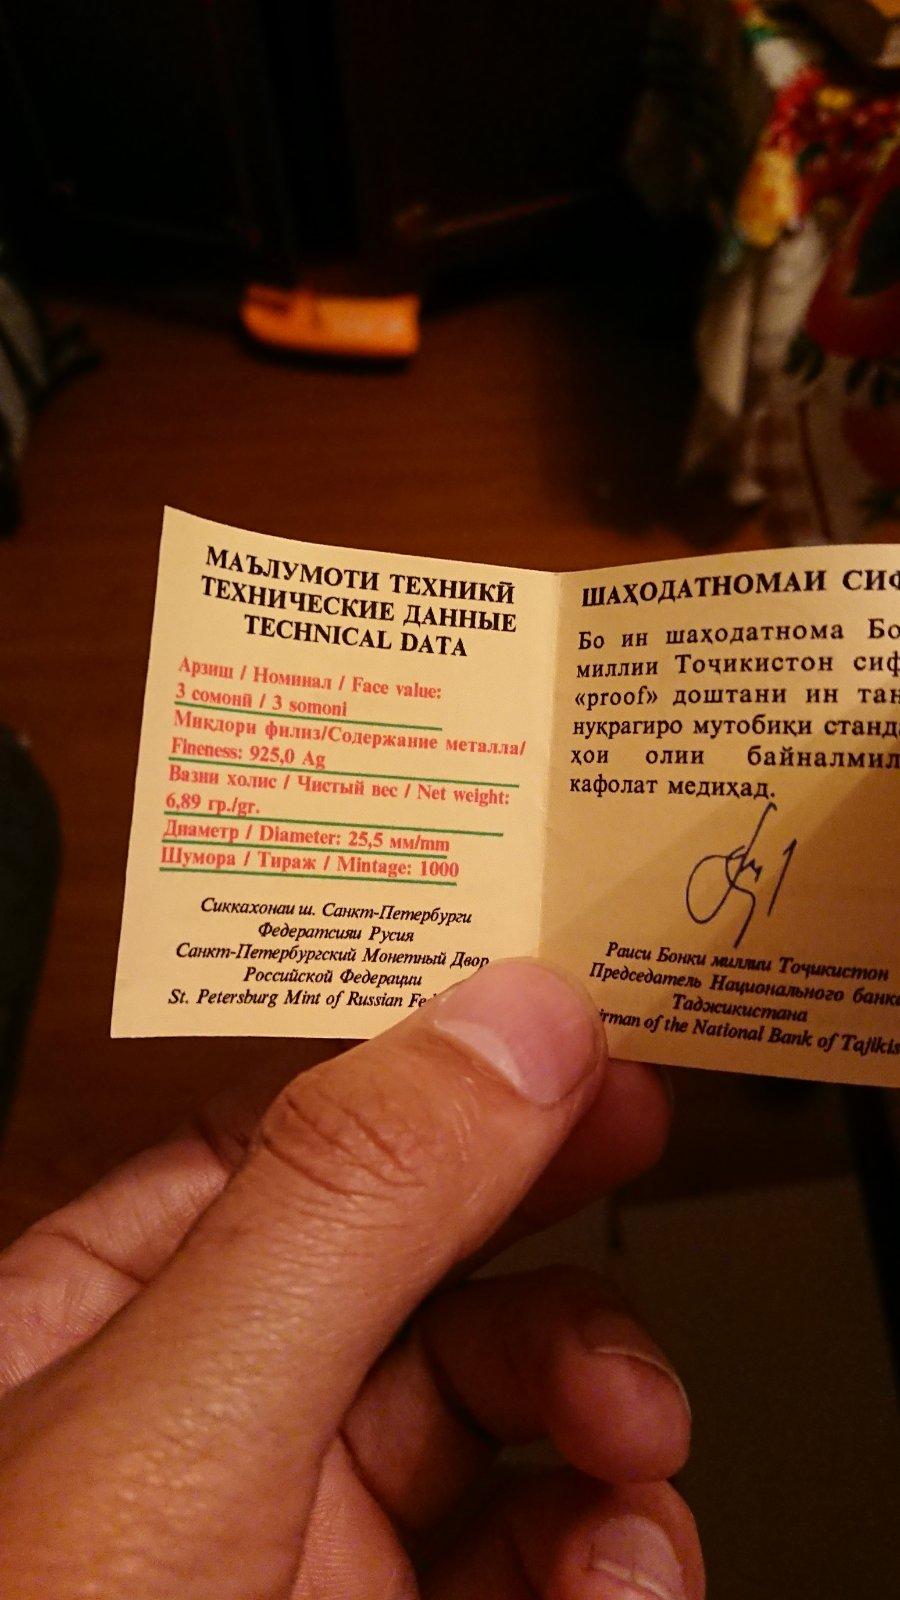 МАЪЛУМОТИ ТЕХНИКӢ
ТЕХНИЧЕСКИЕ ДАННЫЕ
TECHNICAL DATA
Арзиш / Номинал / Face value:
3 сомонӣ / 3 somoni
Миқдори филиз/Содержание металла/
Fineness: 925,0 Ag
Вазни холис / Чистый вес / Net weight:
6,89 гр./gr.
Диаметр / Diameter: 25,5 мм/mm
Шумора / Тираж / Mintage: 1000
Сиккахонаи ш. Санкт-Петербурги
Федератсияи Русия
Санкт-Петербургский Монетный Двор
Российской Федерации
St. Petersburg Mint of Russian
ШАҲОДАТНОМАИ
Бо ин шаҳодатнома
миллии Тоҷикистон
«proof» доштани ин
нуқрагиро мутобиқи
ҳои олии
кафолат медиҳад.
Раиси Бонки миллии Тоҷикистон
Председатель Национального
Таджикистана
of the National Bank of